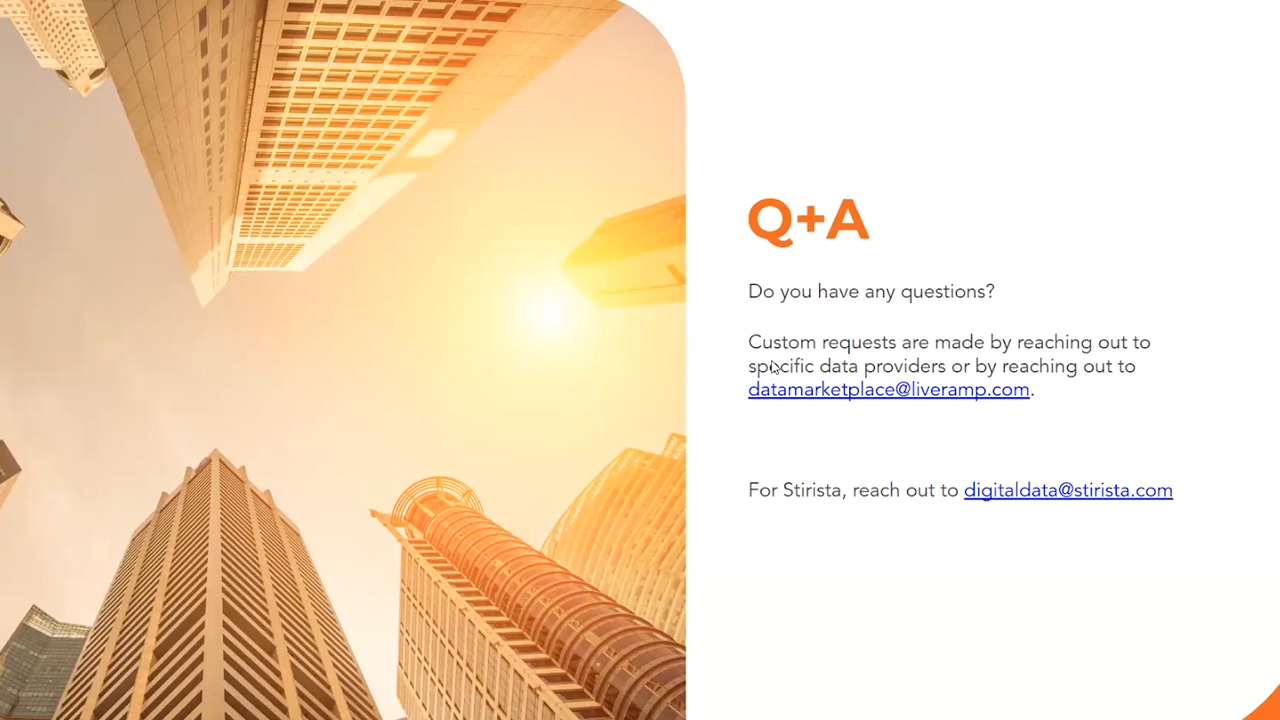 Q+A
Do you have any questions?
Custom requests are made by reaching out to
specific data providers or by reaching out to
datamarketplace@liveramp.com.
For Stirista, reach out to digitaldata@stirista.com